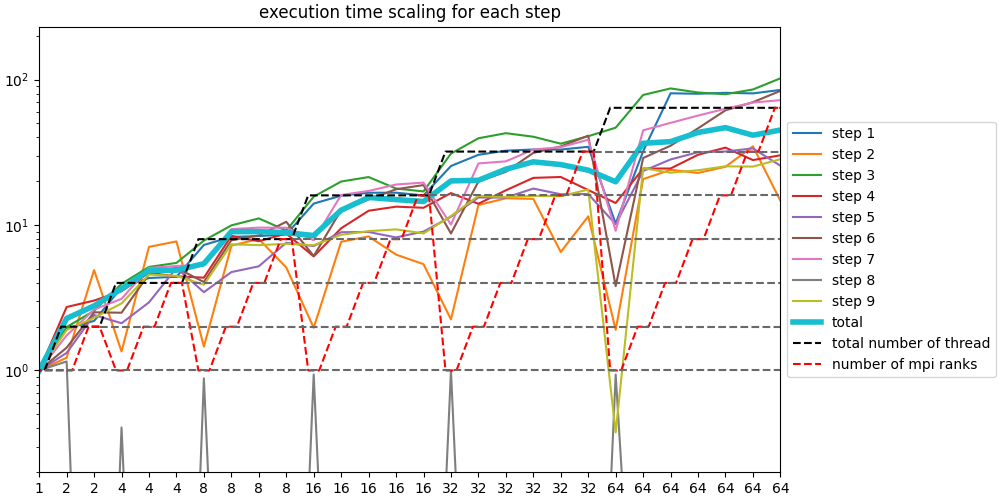 execution time scaling for each step
10²
10¹
10⁰
1 2 2 4 4 4 8 8 8 8 16 16 16 16 16 32 32 32 32 32 32 64 64 64 64 64 64 64
step 1
step 2
step 3
step 4
step 5
step 6
step 7
step 8
step 9
total
total number of thread
number of mpi ranks